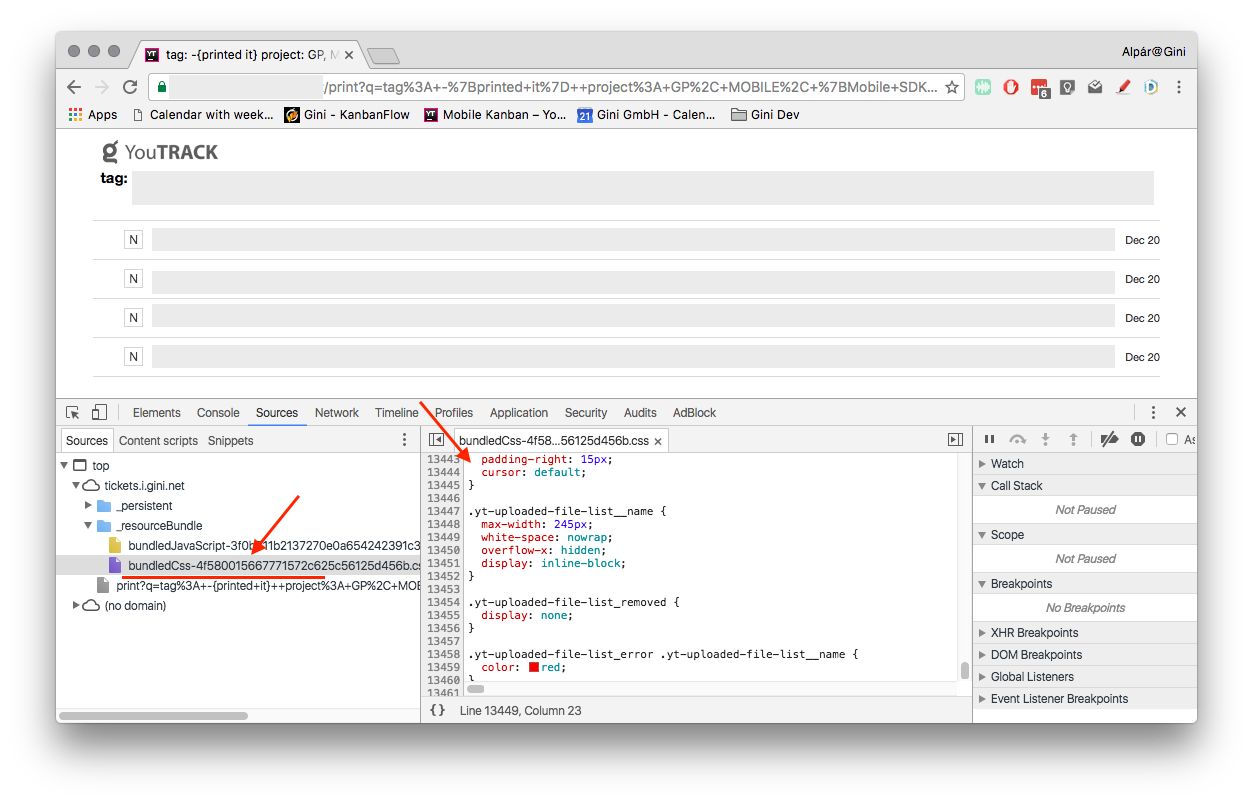 tag: -{printed it} project: GP, M
Alpár@Gini
/print?q=tag%3A+-%7Bprinted+it%7D++project%3A+GP%2C+MOBILE%2C+%7BMobile+SDK...
6
Apps Calendar with week... Gini - KanbanFlow Mobile Kanban – Yo... 21 Gini GmbH - Calen... Gini Dev
YouTRACK
tag:
N Dec 20
N Dec 20
N Dec 20
N Dec 20
Elements Console Sources Network Timeline Profiles Application Security Audits AdBlock
Sources Content scripts Snippets
bundledCss-4f58...56125d456b.css
top
tickets.i.gini.net
_persistent
_resourceBundle
bundledCss-4f580015667771572c625c56125d456b.cs
print?q=tag%3A+-{printed+it}++project%3A+GP%2C+MOB
(no domain)
13443 padding-right: 15px;
13444 cursor: default;
13445 }
13446
13447 .yt-uploaded-file-list__name {
13448 max-width: 245px;
13449 white-space: nowrap;
13450 overflow-x: hidden;
13451 display: inline-block;
13452 }
13453
13454 .yt-uploaded-file-list_removed {
13455 display: none;
13456 }
13457
13458 .yt-uploaded-file-list_error .yt-uploaded-file-list__name {
13459 color: red;
13460 }
13461
{} Line 13449, Column 23
As
Watch
Call Stack
Not Paused
Scope
Not Paused
Breakpoints
No Breakpoints
XHR Breakpoints
DOM Breakpoints
Global Listeners
Event Listener Breakpoints